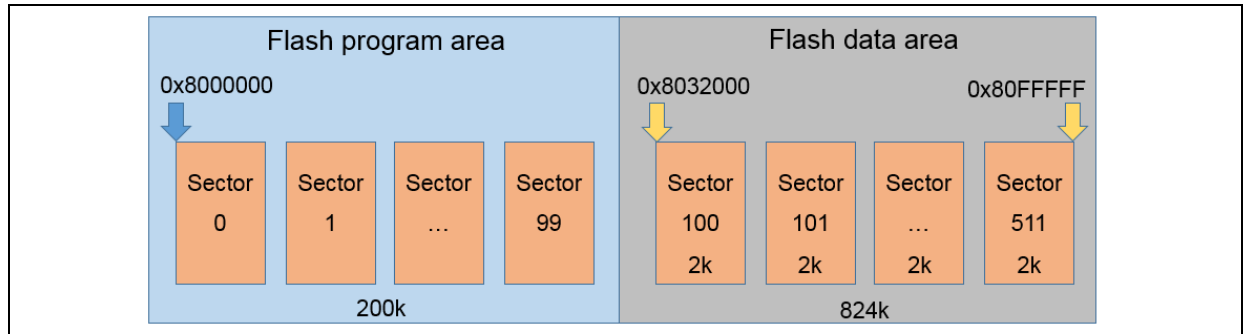 Flash program area
Flash data area
0x8000000
0x8032000
0x80FFFFF
Sector
0
Sector
1
Sector
…
Sector
99
Sector
100
2k
Sector
101
2k
Sector
…
2k
Sector
511
2k
200k
824k